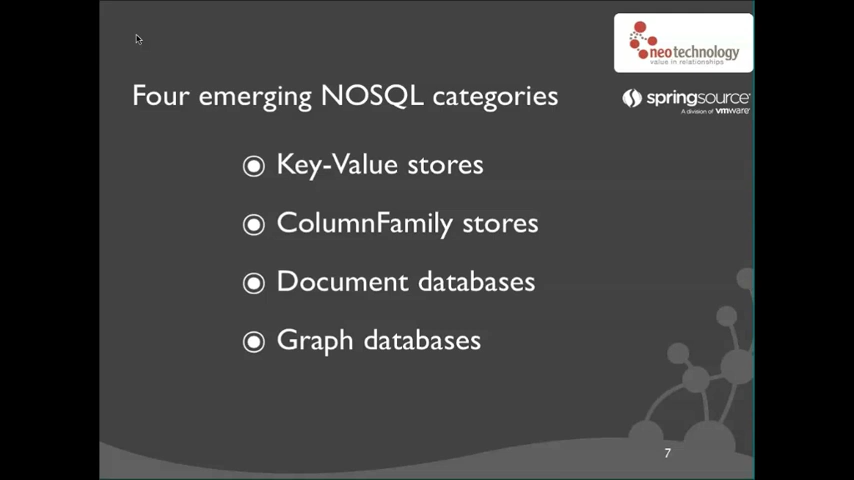 neotechnology
value in relationships
Four emerging NOSQL categories
springsource
A division of vmware
Key-Value stores
ColumnFamily stores
Document databases
Graph databases
7